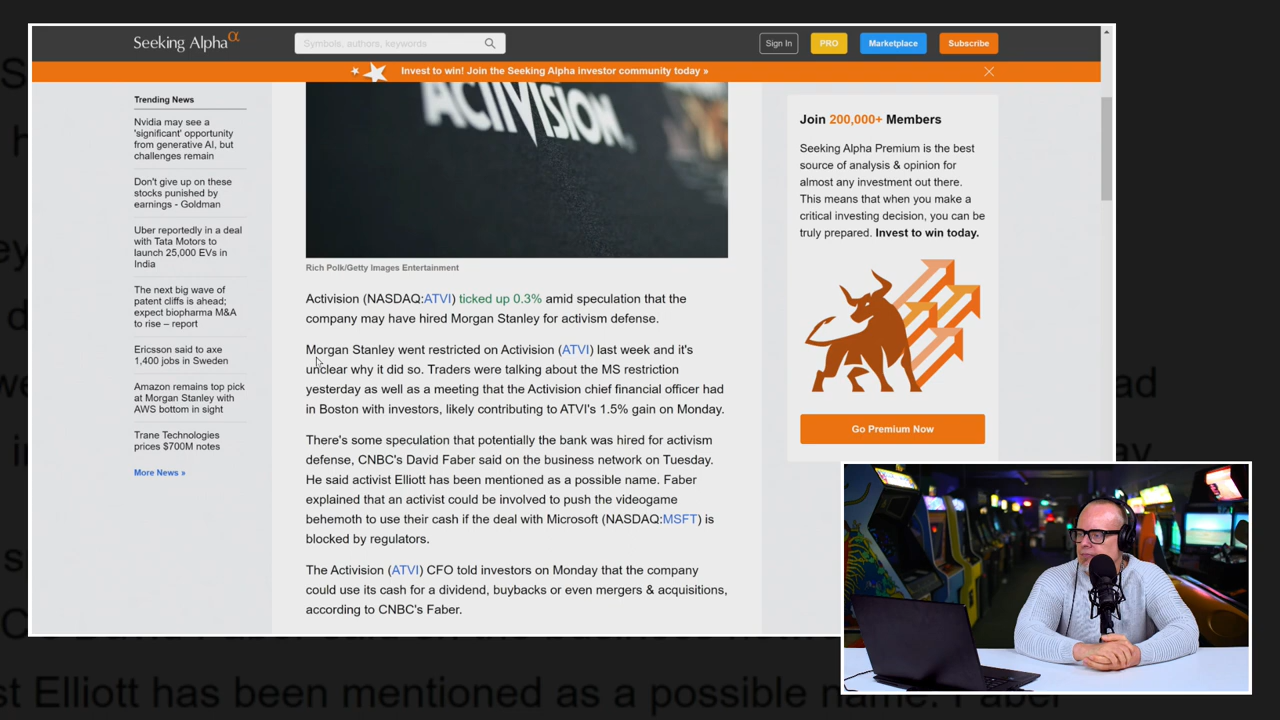 Seeking Alpha α
Symbols, authors, keywords
Sign In
PRO
Marketplace
Subscribe
Invest to win! Join the Seeking Alpha investor community today »
Trending News
Nvidia may see a
'significant' opportunity
from generative AI, but
challenges remain
Don't give up on these
stocks punished by
earnings - Goldman
Uber reportedly in a deal
with Tata Motors to
launch 25,000 EVs in
India
The next big wave of
patent cliffs is ahead;
expect biopharma M&A
to rise – report
Ericsson said to axe
1,400 jobs in Sweden
Amazon remains top pick
at Morgan Stanley with
AWS bottom in sight
Trane Technologies
prices $700M notes
More News »
ACTIVISION
Rich Polk/Getty Images Entertainment
Activision (NASDAQ:ATVI) ticked up 0.3% amid speculation that the
company may have hired Morgan Stanley for activism defense.
Morgan Stanley went restricted on Activision (ATVI) last week and it's
unclear why it did so. Traders were talking about the MS restriction
yesterday as well as a meeting that the Activision chief financial officer had
in Boston with investors, likely contributing to ATVI's 1.5% gain on Monday.
There's some speculation that potentially the bank was hired for activism
defense, CNBC's David Faber said on the business network on Tuesday.
He said activist Elliott has been mentioned as a possible name. Faber
explained that an activist could be involved to push the videogame
behemoth to use their cash if the deal with Microsoft (NASDAQ:MSFT) is
blocked by regulators.
The Activision (ATVI) CFO told investors on Monday that the company
could use its cash for a dividend, buybacks or even mergers & acquisitions,
according to CNBC's Faber.
Join 200,000+ Members
Seeking Alpha Premium is the best
source of analysis & opinion for
almost any investment out there.
This means that when you make a
critical investing decision, you can be
truly prepared. Invest to win today.
Go Premium Now
st Elliott has been mentioned as a possible name. Faber